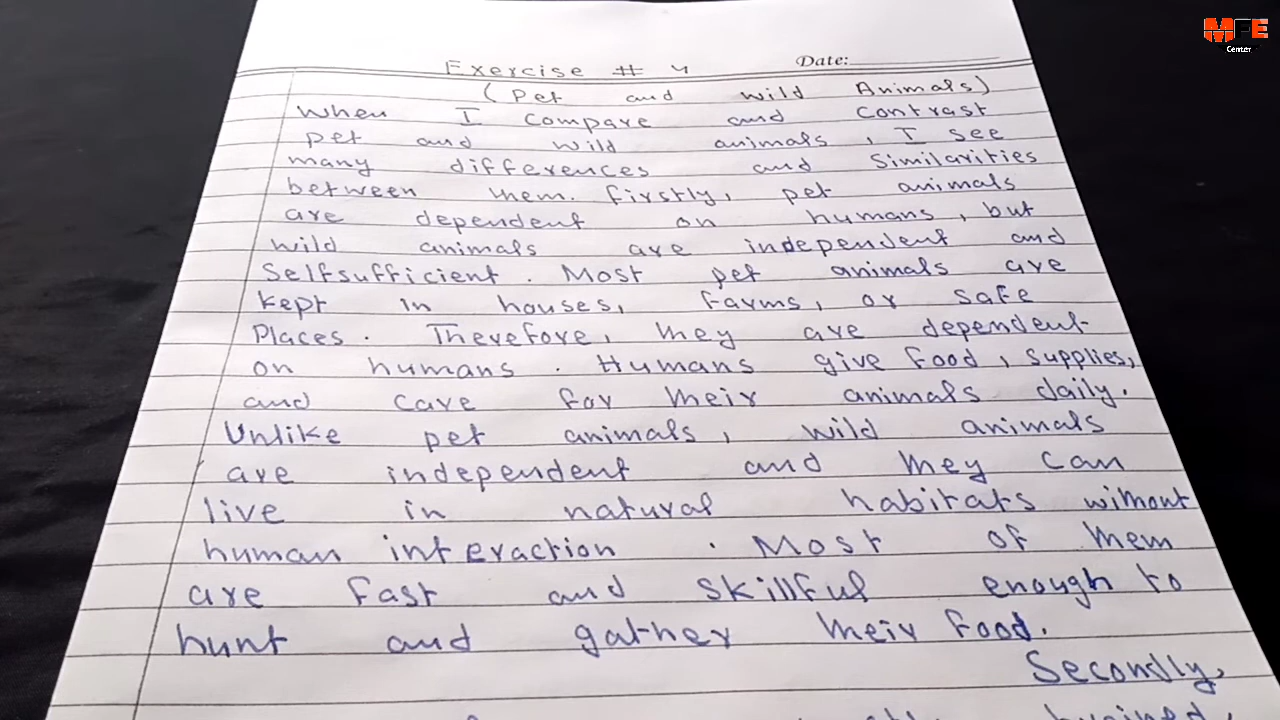 MFE
Center
Exercise # 4
Date:
(Pet and wild Animals)
When I compare and contrast
pet and wild animals, I see
many differences and similarities
between them. firstly, pet animals
are dependent on humans, but
wild animals are independent and
Selfsufficient. Most pet animals are
kept in houses, farms, or safe
Places. Therefore, they are dependent
on humans. Humans give food, supplies,
and care for their animals daily.
Unlike pet animals, wild animals
are independent and they can
live in natural habitats without
human interaction. Most of them
are fast and skillful enough to
hunt and gather their food.
Secondly,